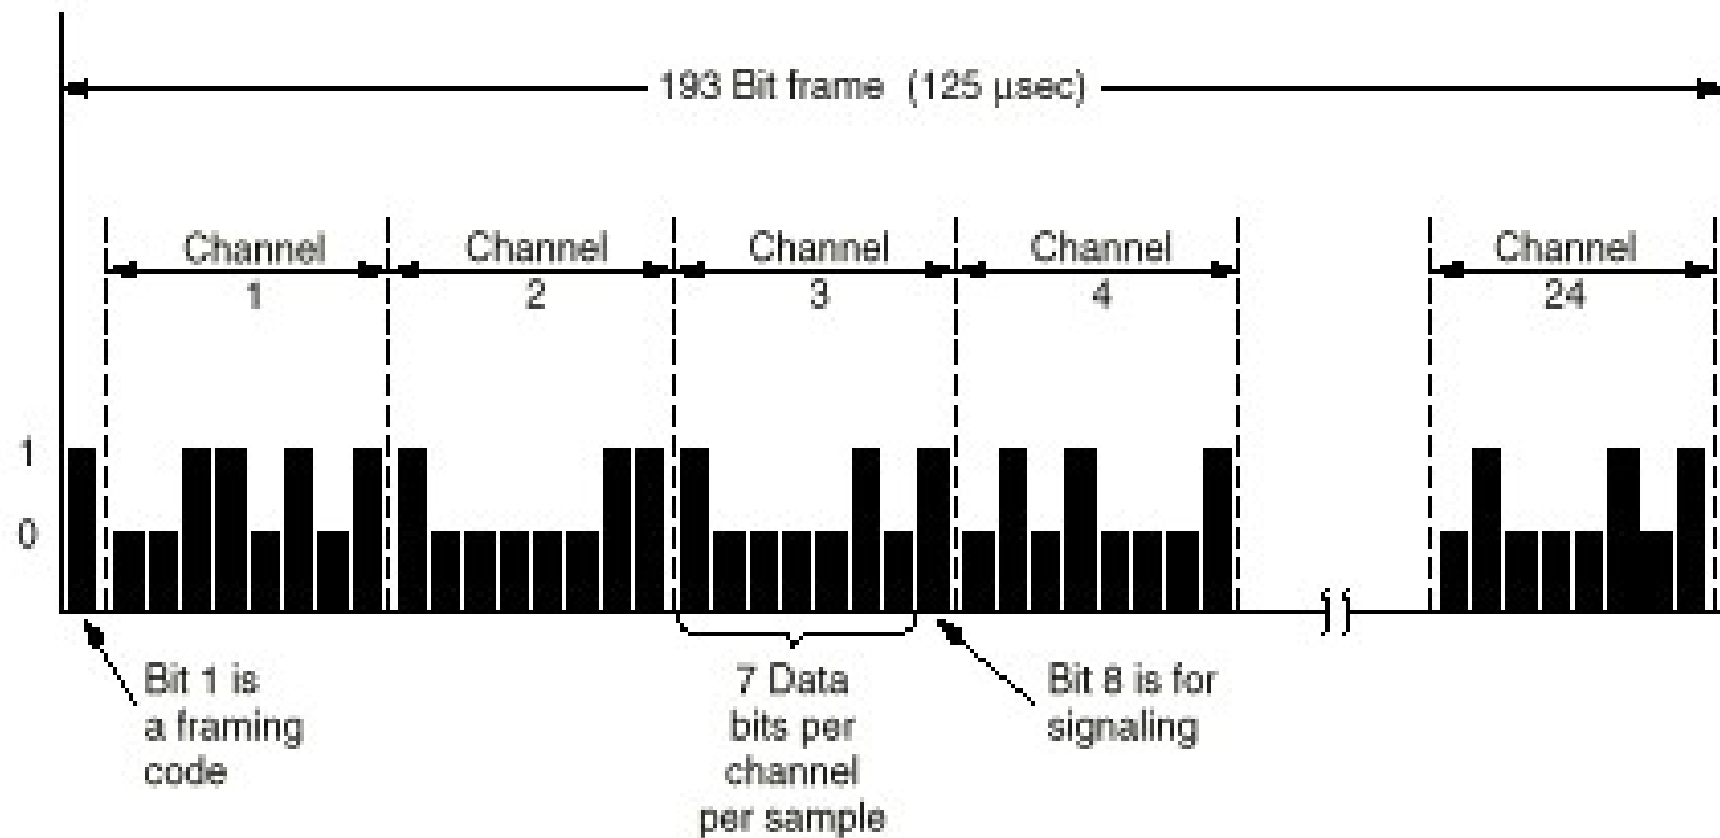 193 Bit frame (125 µsec)
Channel
1
Channel
2
Channel
3
Channel
4
Channel
24
1
0
Bit 1 is
a framing
code
7 Data
bits per
channel
per sample
Bit 8 is for
signaling